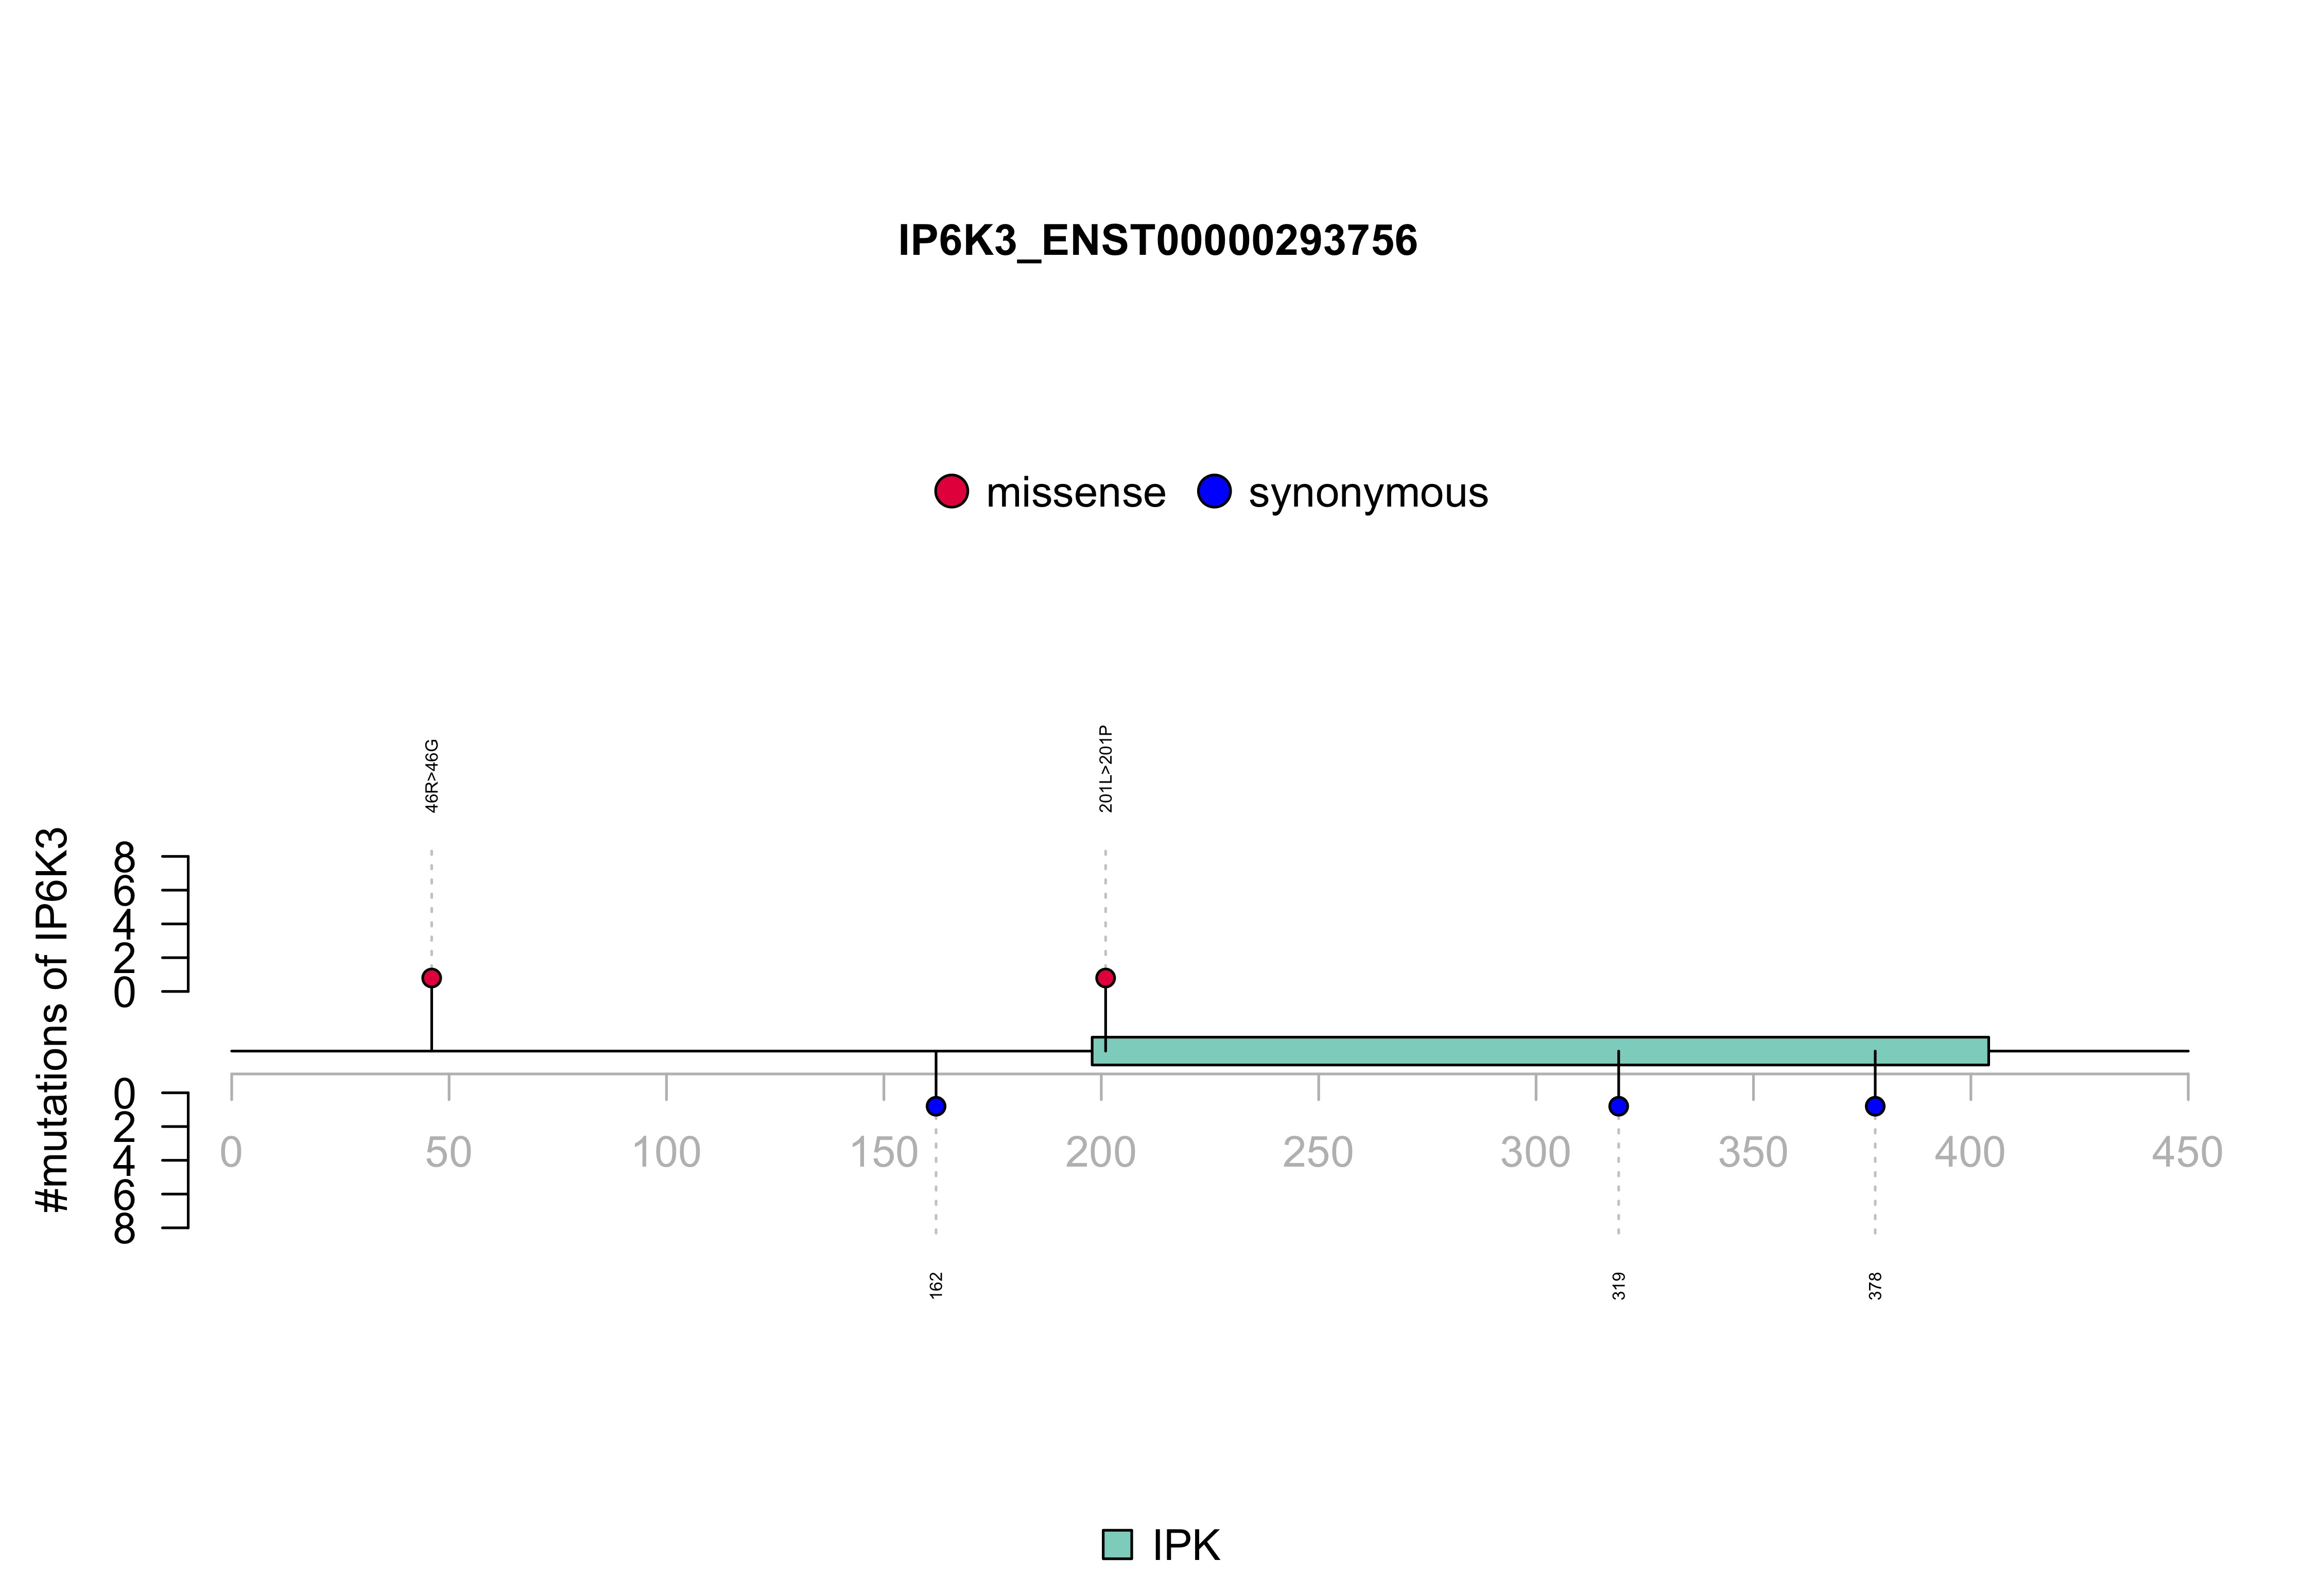 IP6K3_ENST00000293756
missense synonymous
46R>46G
201L>201P
#mutations of IP6K3
8
6
4
2
0
0
2
4
6
8
0 50 100 150 200 250 300 350 400 450
162
319
378
IPK